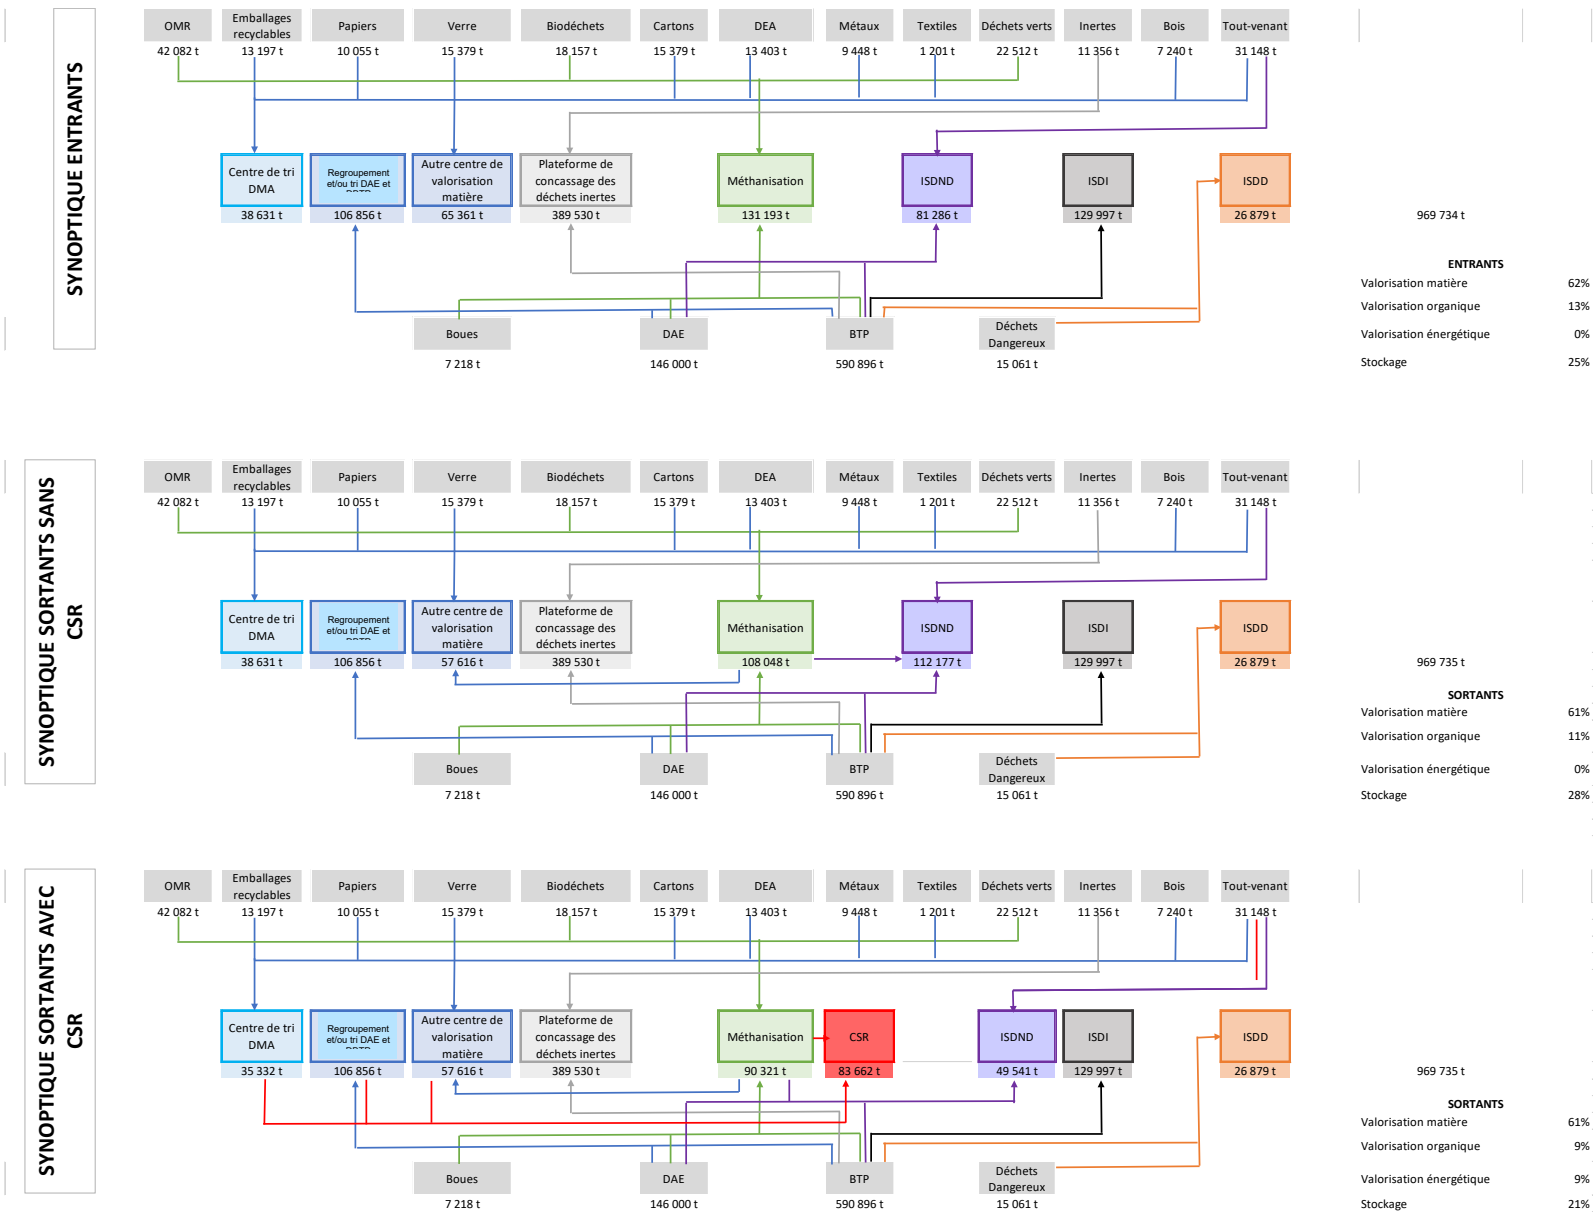 SYNOPTIQUE ENTRANTS
OMR
Emballages
recyclables
Papiers
Verre
Biodéchets
Cartons
DEA
Métaux
Textiles
Déchets verts
Inertes
Bois
Tout-venant
42 082 t
13 197 t
10 055 t
15 379 t
18 157 t
15 379 t
13 403 t
9 448 t
1 201 t
22 512 t
11 356 t
7 240 t
31 148 t
Centre de tri
DMA
Regroupement
et/ou tri DAE et
Autre centre de
valorisation
matière
Plateforme de
concassage des
déchets inertes
Méthanisation
ISDND
ISDI
ISDD
38 631 t
106 856 t
65 361 t
389 530 t
131 193 t
81 286 t
129 997 t
26 879 t
969 734 t
Boues
DAE
BTP
Déchets
Dangereux
7 218 t
146 000 t
590 896 t
15 061 t
ENTRANTS
Valorisation matière 62%
Valorisation organique 13%
Valorisation énergétique 0%
Stockage 25%
SYNOPTIQUE SORTANTS SANS
CSR
OMR
Emballages
recyclables
Papiers
Verre
Biodéchets
Cartons
DEA
Métaux
Textiles
Déchets verts
Inertes
Bois
Tout-venant
42 082 t
13 197 t
10 055 t
15 379 t
18 157 t
15 379 t
13 403 t
9 448 t
1 201 t
22 512 t
11 356 t
7 240 t
31 148 t
Centre de tri
DMA
Regroupement
et/ou tri DAE et
Autre centre de
valorisation
matière
Plateforme de
concassage des
déchets inertes
Méthanisation
ISDND
ISDI
ISDD
38 631 t
106 856 t
57 616 t
389 530 t
108 048 t
112 177 t
129 997 t
26 879 t
969 735 t
Boues
DAE
BTP
Déchets
Dangereux
7 218 t
146 000 t
590 896 t
15 061 t
SORTANTS
Valorisation matière 61%
Valorisation organique 11%
Valorisation énergétique 0%
Stockage 28%
SYNOPTIQUE SORTANTS AVEC
CSR
OMR
Emballages
recyclables
Papiers
Verre
Biodéchets
Cartons
DEA
Métaux
Textiles
Déchets verts
Inertes
Bois
Tout-venant
42 082 t
13 197 t
10 055 t
15 379 t
18 157 t
15 379 t
13 403 t
9 448 t
1 201 t
22 512 t
11 356 t
7 240 t
31 148 t
Centre de tri
DMA
Regroupement
et/ou tri DAE et
Autre centre de
valorisation
matière
Plateforme de
concassage des
déchets inertes
Méthanisation
CSR
ISDND
ISDI
ISDD
35 332 t
106 856 t
57 616 t
389 530 t
90 321 t
83 662 t
49 541 t
129 997 t
26 879 t
969 735 t
Boues
DAE
BTP
Déchets
Dangereux
7 218 t
146 000 t
590 896 t
15 061 t
SORTANTS
Valorisation matière 61%
Valorisation organique 9%
Valorisation énergétique 9%
Stockage 21%